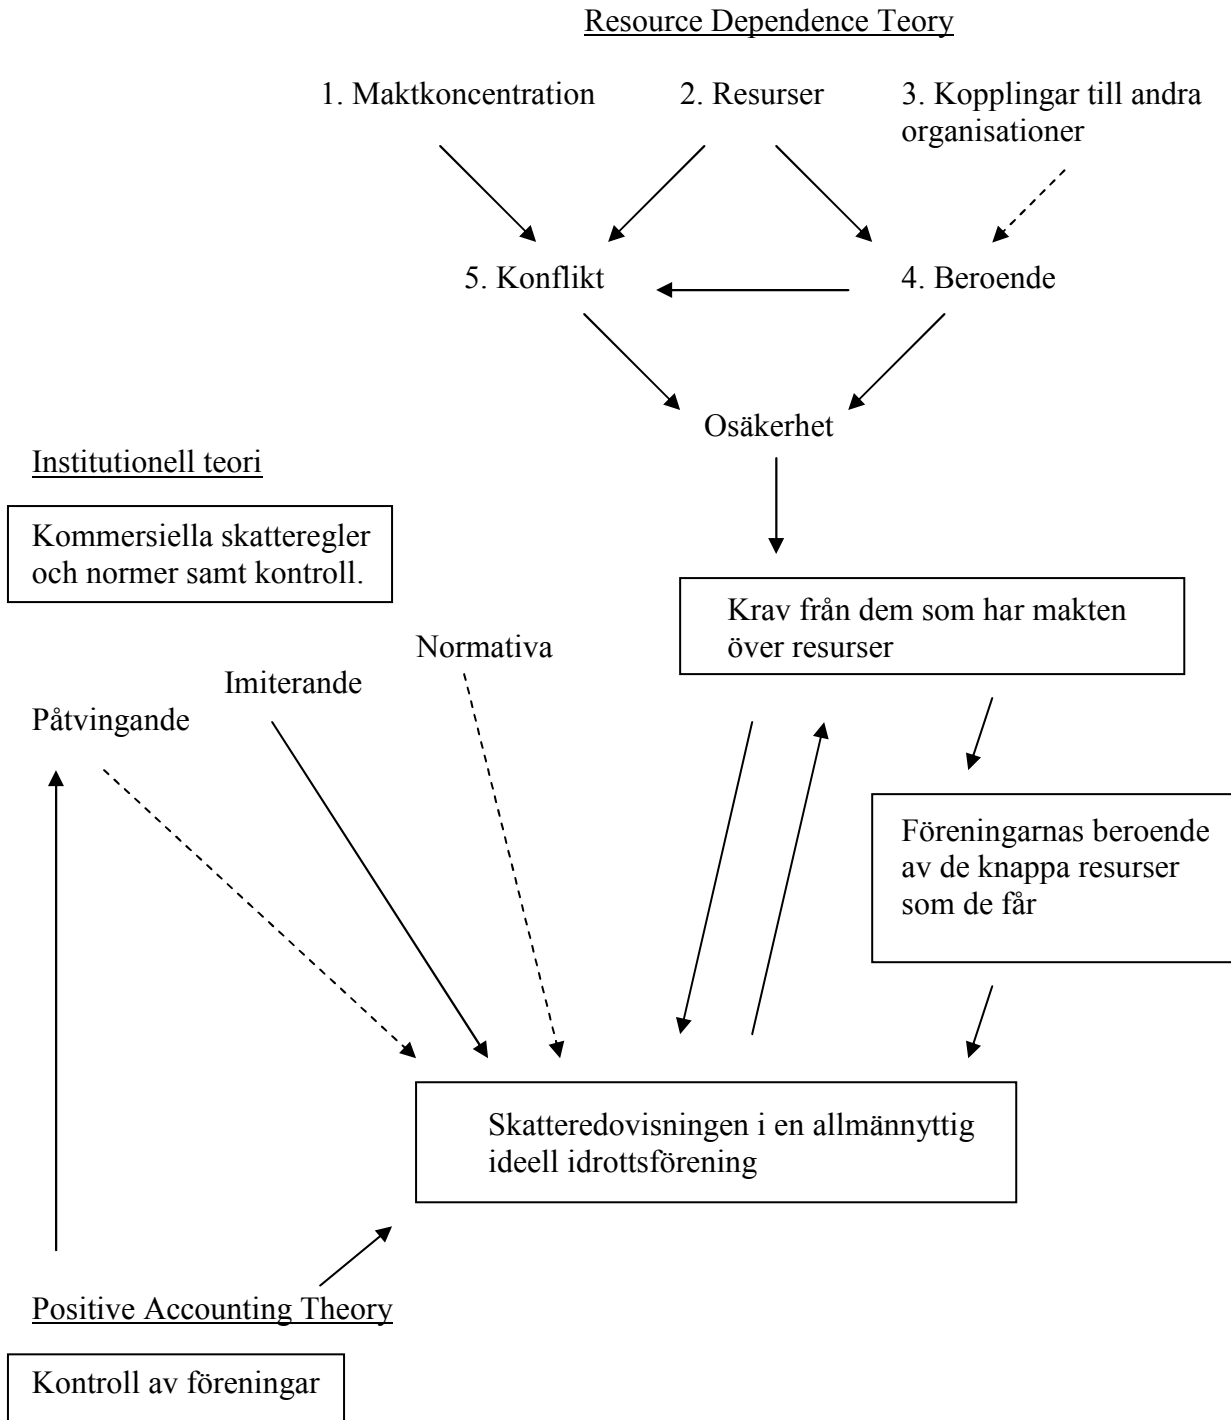 Resource Dependence Teory
1. Maktkoncentration
2. Resurser
3. Kopplingar till andra
organisationer
5. Konflikt
4. Beroende
Osäkerhet
Institutionell teori
Kommersiella skatteregler
och normer samt kontroll.
Krav från dem som har makten
över resurser
Normativa
Imiterande
Påtvingande
Föreningarnas beroende
av de knappa resurser
som de får
Skatteredovisningen i en allmännyttig
ideell idrottsförening
Positive Accounting Theory
Kontroll av föreningar